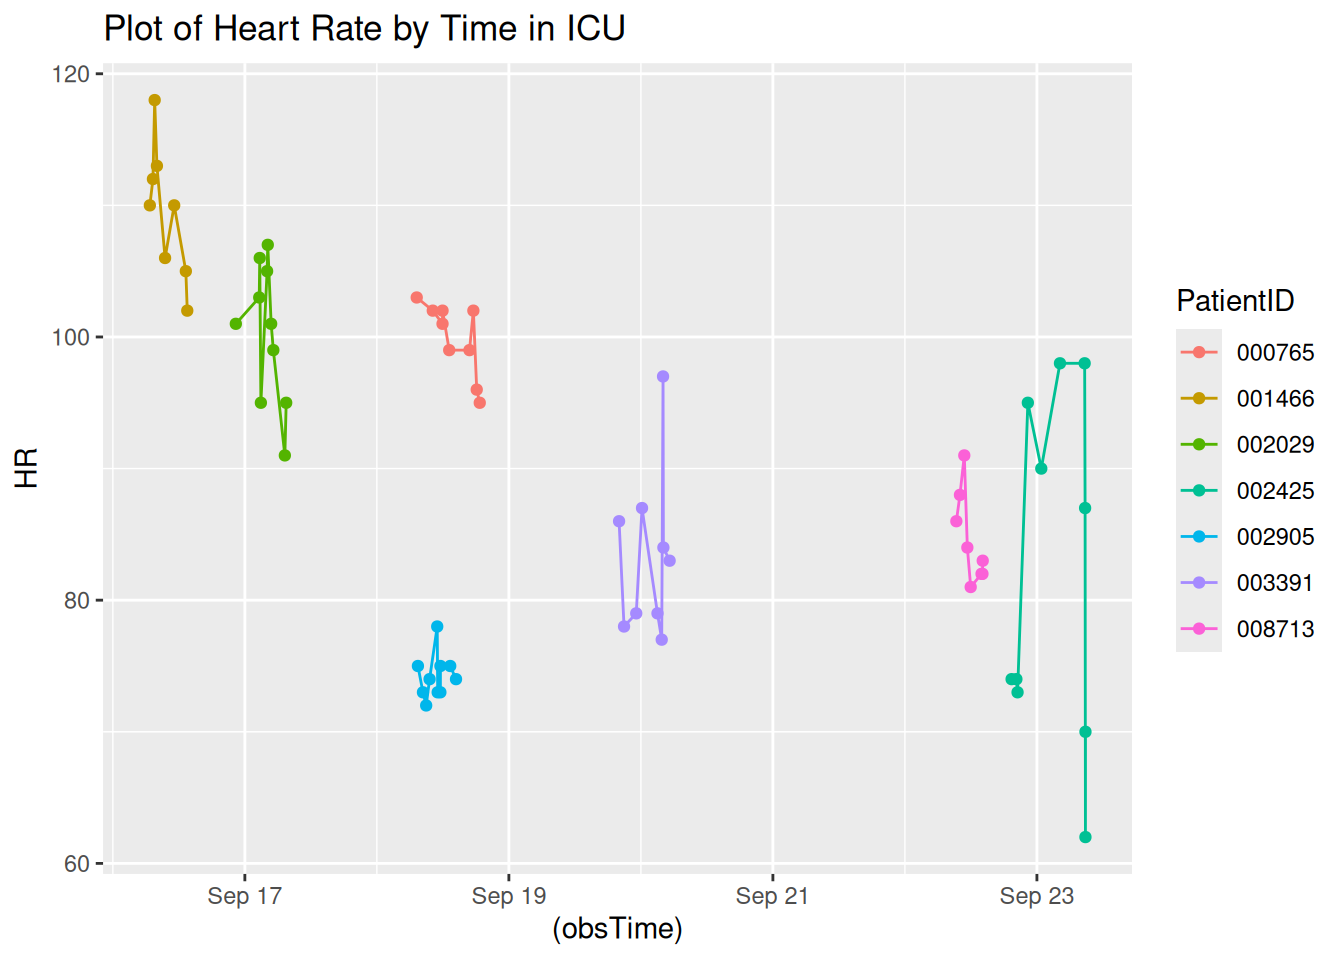 Plot of Heart Rate by Time in ICU
120
100
80
60
HR
Sep 17
Sep 19
Sep 21
Sep 23
(obsTime)
PatientID
000765
001466
002029
002425
002905
003391
008713